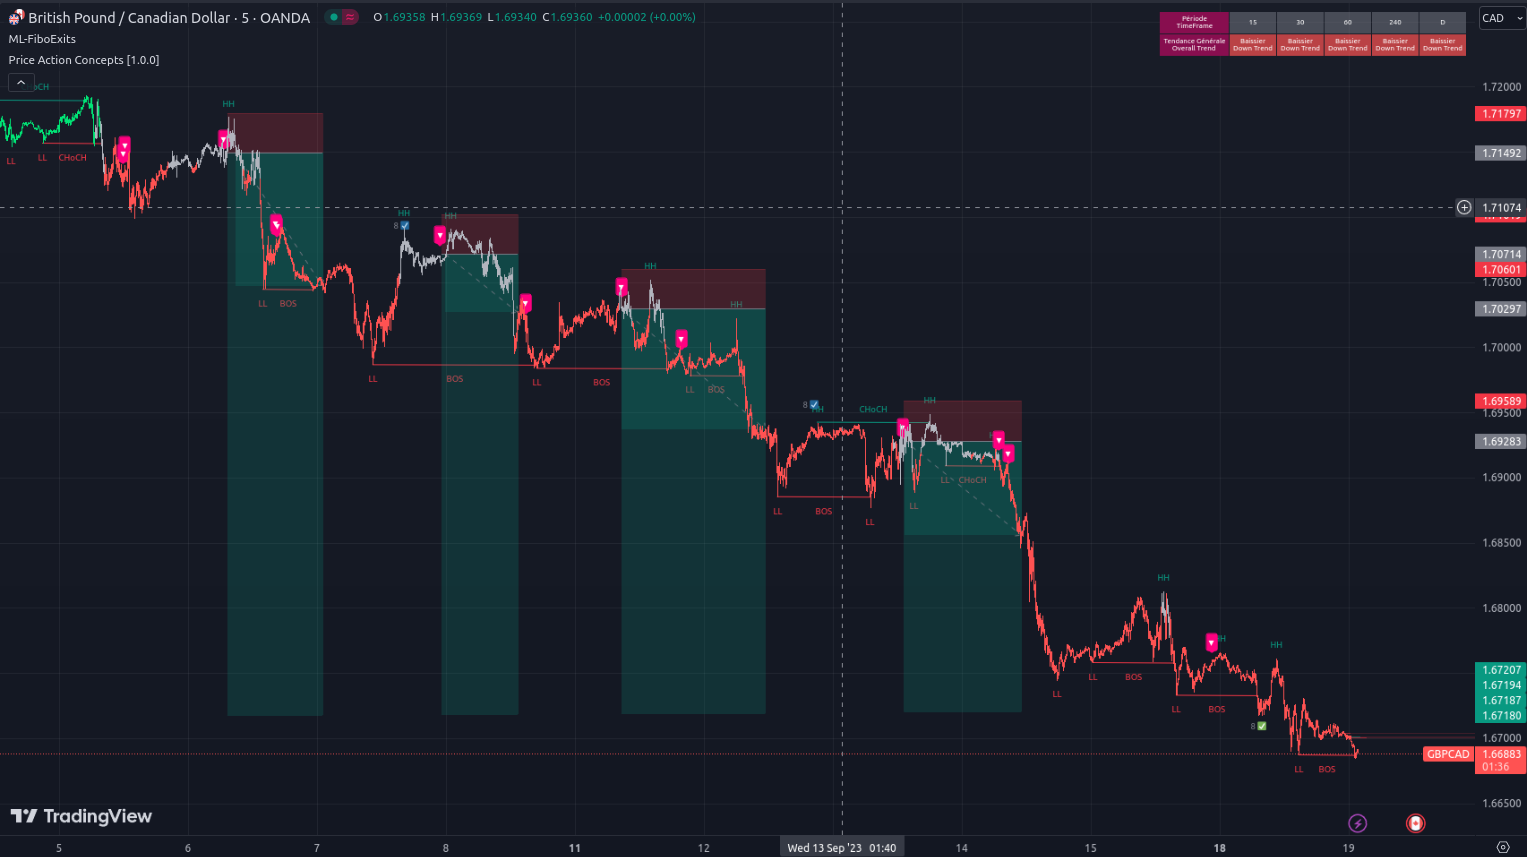 British Pound / Canadian Dollar · 5 · OANDA
O1.69358 H1.69369 L1.69340 C1.69360 +0.00002 (+0.00%)
ML-FiboExits
Price Action Concepts [1.0.0]
Période TimeFrame 15 30 60 240 D
Tendance Générale Overall Trend
Baissier Down Trend
Baissier Down Trend
Baissier Down Trend
Baissier Down Trend
Baissier Down Trend
CAD
1.72000
1.71797
1.71492
1.71074
1.70714
1.70601
1.70500
1.70297
1.70000
1.69589
1.69500
1.69283
1.69000
1.68500
1.68000
1.67207
1.67194
1.67187
1.67180
1.67000
GBPCAD 1.66883
01:36
1.66500
LL
LL
CHoCH
HH
LL
BOS
HH
8
HH
LL
BOS
LL
BOS
HH
HH
LL
BOS
8
HH
CHoCH
HH
LL
BOS
LL
LL
LL
CHoCH
HH
LL
LL
BOS
LL
BOS
HH
8
LL
BOS
TradingView
5 6 7 8 11 12 Wed 13 Sep '23 01:40 14 15 18 19